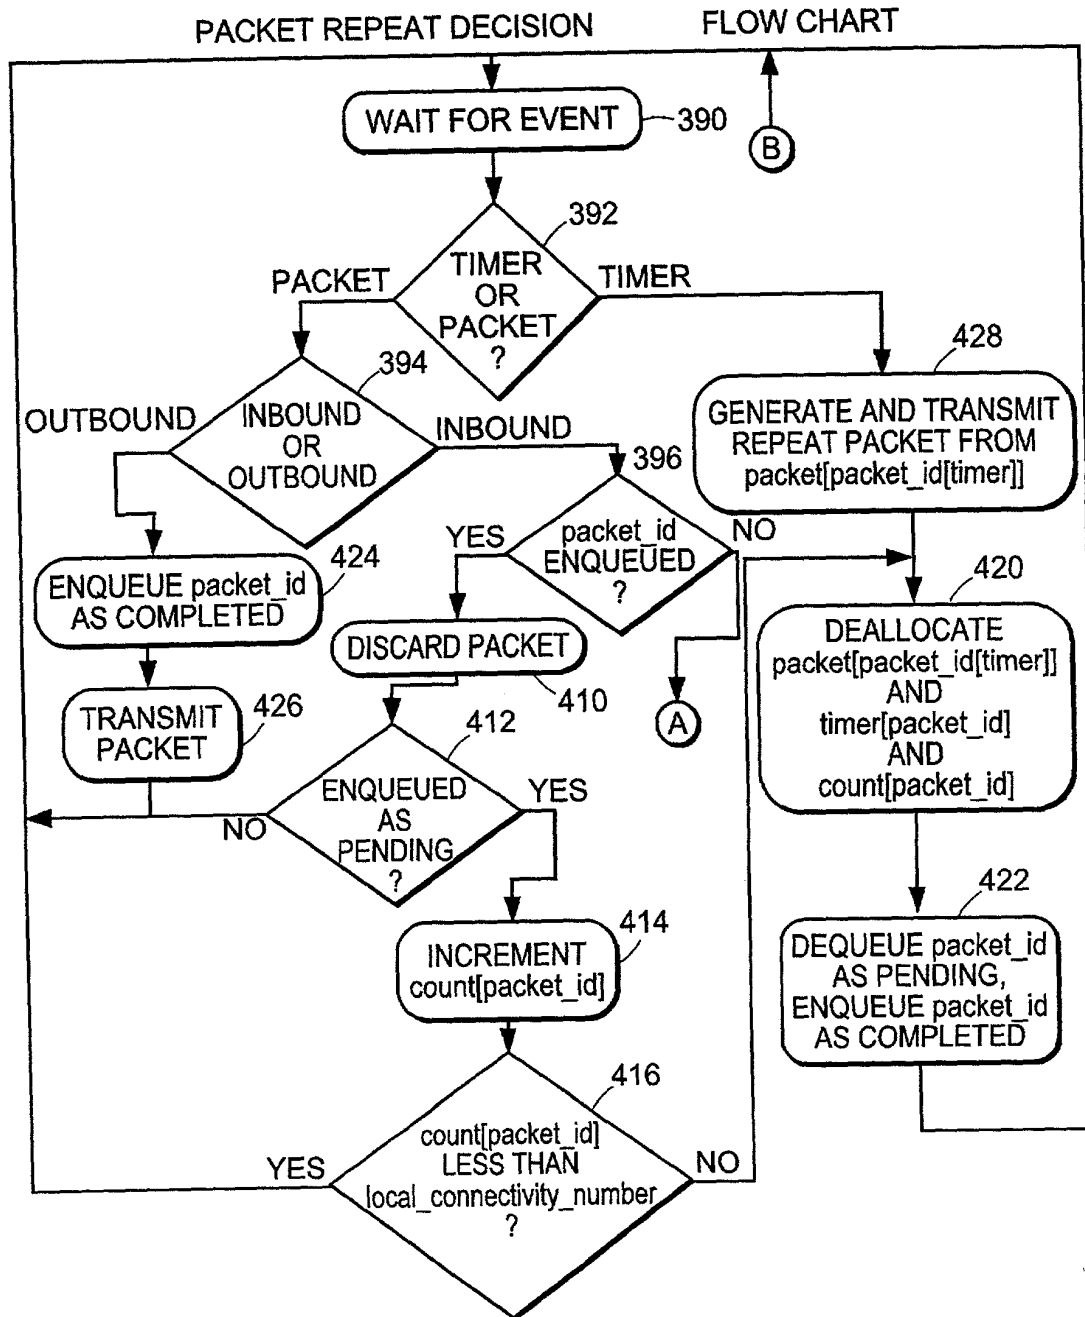 PACKET REPEAT DECISION FLOW CHART
WAIT FOR EVENT
390
B
392
TIMER
OR
PACKET
?
PACKET
TIMER
394
INBOUND
OR
OUTBOUND
OUTBOUND
INBOUND
428
GENERATE AND TRANSMIT
REPEAT PACKET FROM
packet[packet_id[timer]]
396
packet_id
ENQUEUED
?
YES
NO
424
ENQUEUE packet_id
AS COMPLETED
DISCARD PACKET
410
A
420
DEALLOCATE
packet[packet_id[timer]]
AND
timer[packet_id]
AND
count[packet_id]
426
TRANSMIT
PACKET
412
ENQUEUED
AS
PENDING
?
NO
YES
414
INCREMENT
count[packet_id]
422
DEQUEUE packet_id
AS PENDING,
ENQUEUE packet_id
AS COMPLETED
416
count[packet_id]
LESS THAN
local_connectivity_number
?
YES
NO